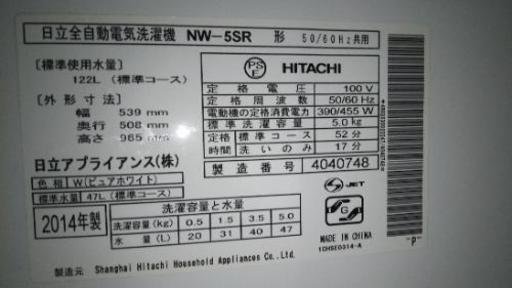 日立全自動電気洗濯機 NW-5SR 形 50/60Hz共用
〔標準使用水量〕
122L (標準コース)
〔外形寸法〕
幅 539 mm
奥行 508 mm
高さ 965 mm
日立アプライアンス(株)
色相 W(ピュアホワイト)
標準水量 47L(標準コース)
PSE HITACHI
定格電圧 100 V
定格周波数 50/60 Hz
電動機の定格消費電力 390/455 W
標準洗濯容量 5.0kg
定格時間 標準コース 52分
洗いのみ 17分
製造番号 4040748
2014年製
洗濯容量と水量
洗濯容量(kg) 0.5 1.5 3.5 5.0
水量(L) 20 31 40 47
JET
G
MADE IN CHINA
1CHSE0314-A
"P"
製造元 Shanghai Hitachi Household Appliances Co.,Ltd.